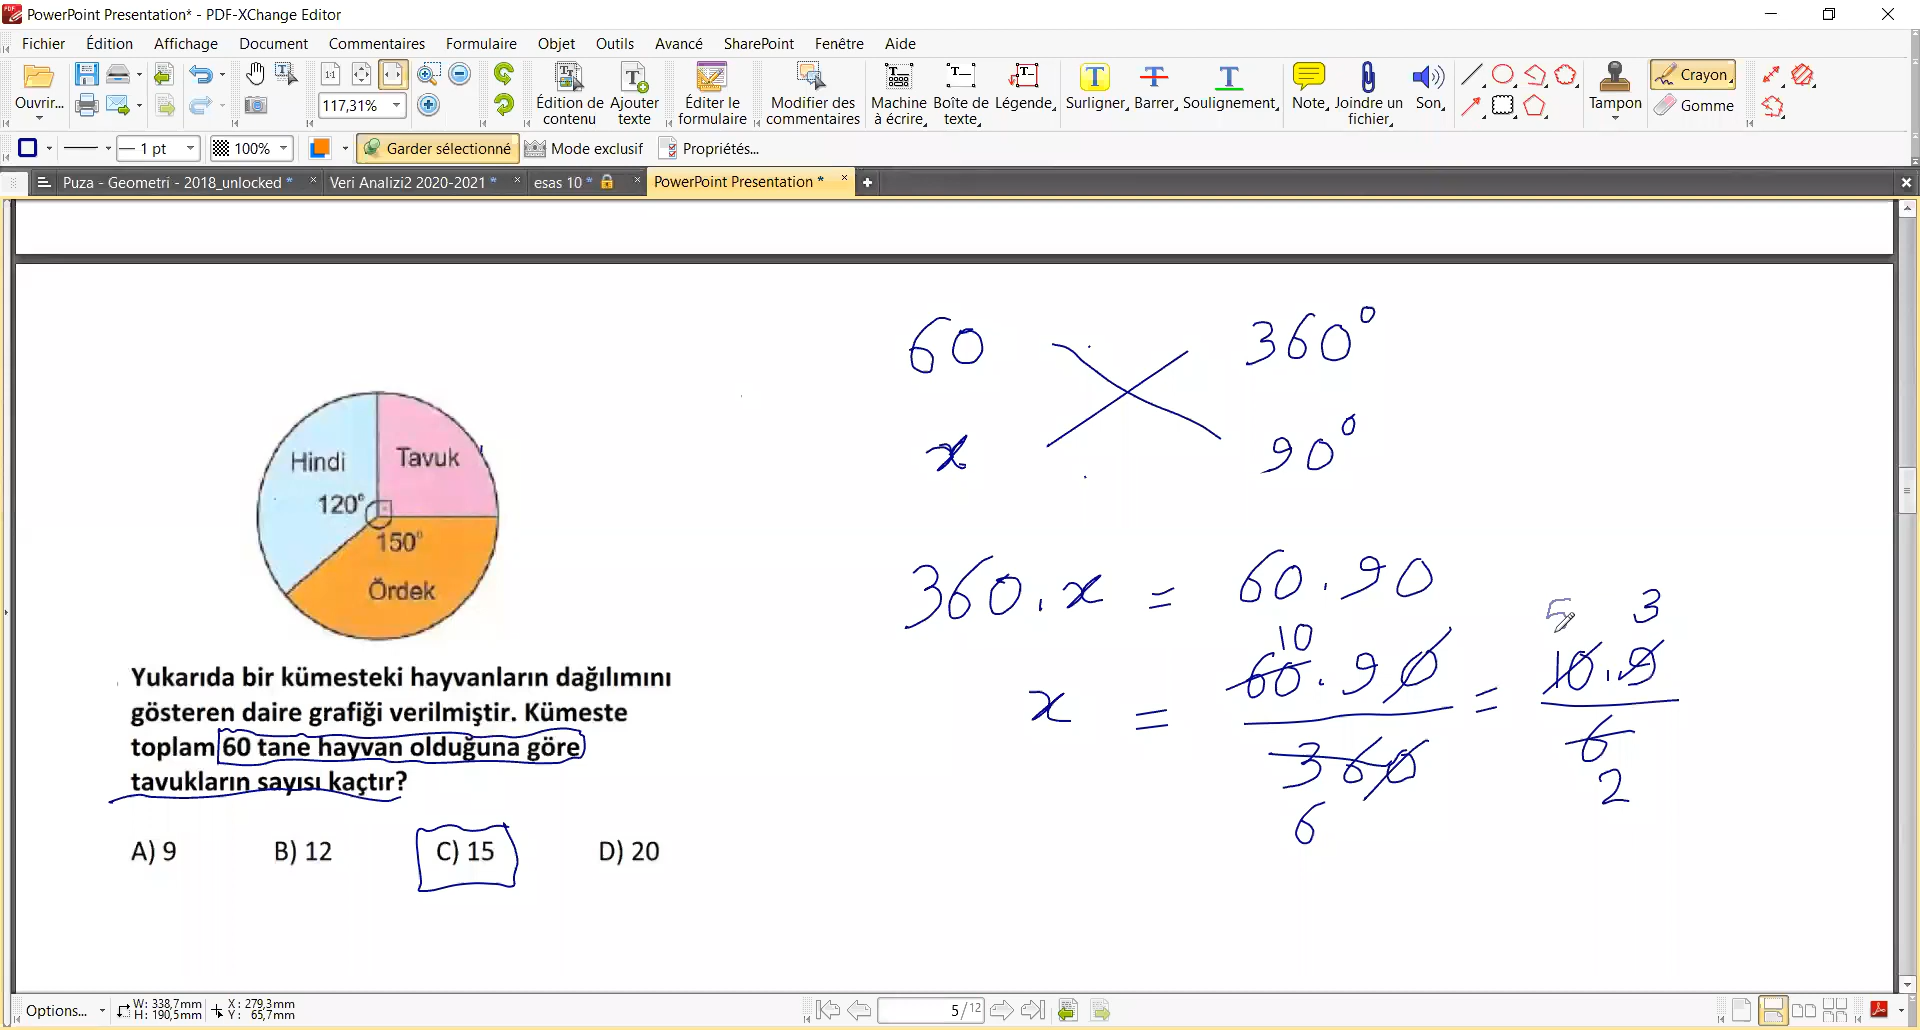 PowerPoint Presentation* - PDF-XChange Editor
Fichier Édition Affichage Document Commentaires Formulaire Objet Outils Avancé SharePoint Fenêtre Aide
Ouvrir... 117,31% Édition de contenu Ajouter texte Éditer le formulaire Modifier des commentaires Machine à écrire Boîte de texte Légende Surligner Barrer Soulignement Note Joindre un fichier Son Tampon Crayon Gomme
1 pt 100% Garder sélectionné Mode exclusif Propriétés...
Puza - Geometri - 2018_unlocked * Veri Analizi2 2020-2021 * esas 10 * PowerPoint Presentation *
Hindi Tavuk
120°
150°
Ördek
Yukarıda bir kümesteki hayvanların dağılımını
gösteren daire grafiği verilmiştir. Kümeste
toplam 60 tane hayvan olduğuna göre
tavukların sayısı kaçtır?
A) 9 B) 12 C) 15 D) 20
60 360°
x 90°
360 . x = 60 . 90
10 5 3
x = 60 . 90 = 10 . 9
360 6
6 2
Options... W: 338,7mm X: 279,3mm
H: 190,5mm Y: 65,7mm
5 / 12